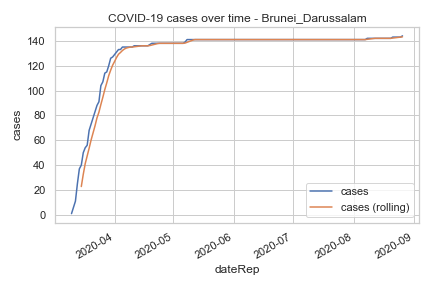 COVID-19 cases over time - Brunei_Darussalam
cases
140
120
100
80
60
40
20
0
cases
cases (rolling)
2020-04
2020-05
2020-06
2020-07
2020-08
2020-09
dateRep